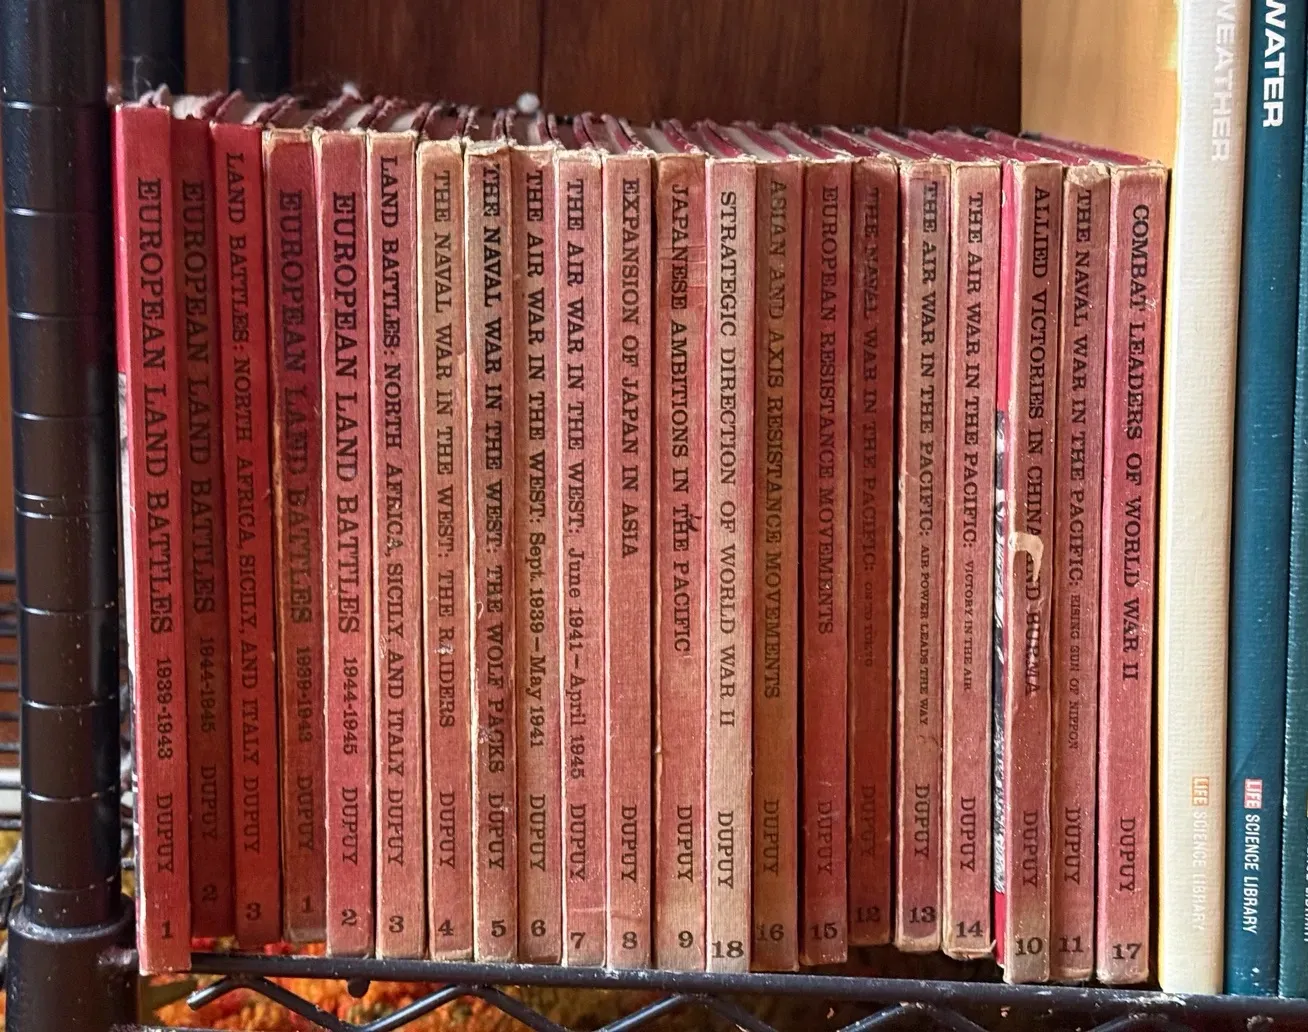 EUROPEAN LAND BATTLES 1939-1943 DUPUY 1
EUROPEAN LAND BATTLES 1944-1945 DUPUY 2
LAND BATTLES: NORTH AFRICA, SICILY, AND ITALY DUPUY 3
EUROPEAN LAND BATTLES 1939-1943 DUPUY 1
EUROPEAN LAND BATTLES 1944-1945 DUPUY 2
LAND BATTLES: NORTH AFRICA, SICILY, AND ITALY DUPUY 3
THE NAVAL WAR IN THE WEST: THE RAIDERS DUPUY 4
THE NAVAL WAR IN THE WEST: THE WOLF PACKS DUPUY 5
THE AIR WAR IN THE WEST: Sept. 1939-May 1941 DUPUY 6
THE AIR WAR IN THE WEST: June 1941-April 1945 DUPUY 7
EXPANSION OF JAPAN IN ASIA DUPUY 8
JAPANESE AMBITIONS IN THE PACIFIC DUPUY 9
STRATEGIC DIRECTION OF WORLD WAR II DUPUY 18
ASIAN AND AXIS RESISTANCE MOVEMENTS DUPUY 16
EUROPEAN RESISTANCE MOVEMENTS DUPUY 15
THE NAVAL WAR IN THE PACIFIC: ON TO TOKYO DUPUY 12
THE AIR WAR IN THE PACIFIC: AIR POWER LEADS THE WAY DUPUY 13
THE AIR WAR IN THE PACIFIC: VICTORY IN THE AIR DUPUY 14
ALLIED VICTORIES IN CHINA AND BURMA DUPUY 10
THE NAVAL WAR IN THE PACIFIC: RISING SUN OF NIPPON DUPUY 11
COMBAT LEADERS OF WORLD WAR II DUPUY 17
WEATHER LIFE SCIENCE LIBRARY
WATER LIFE SCIENCE LIBRARY